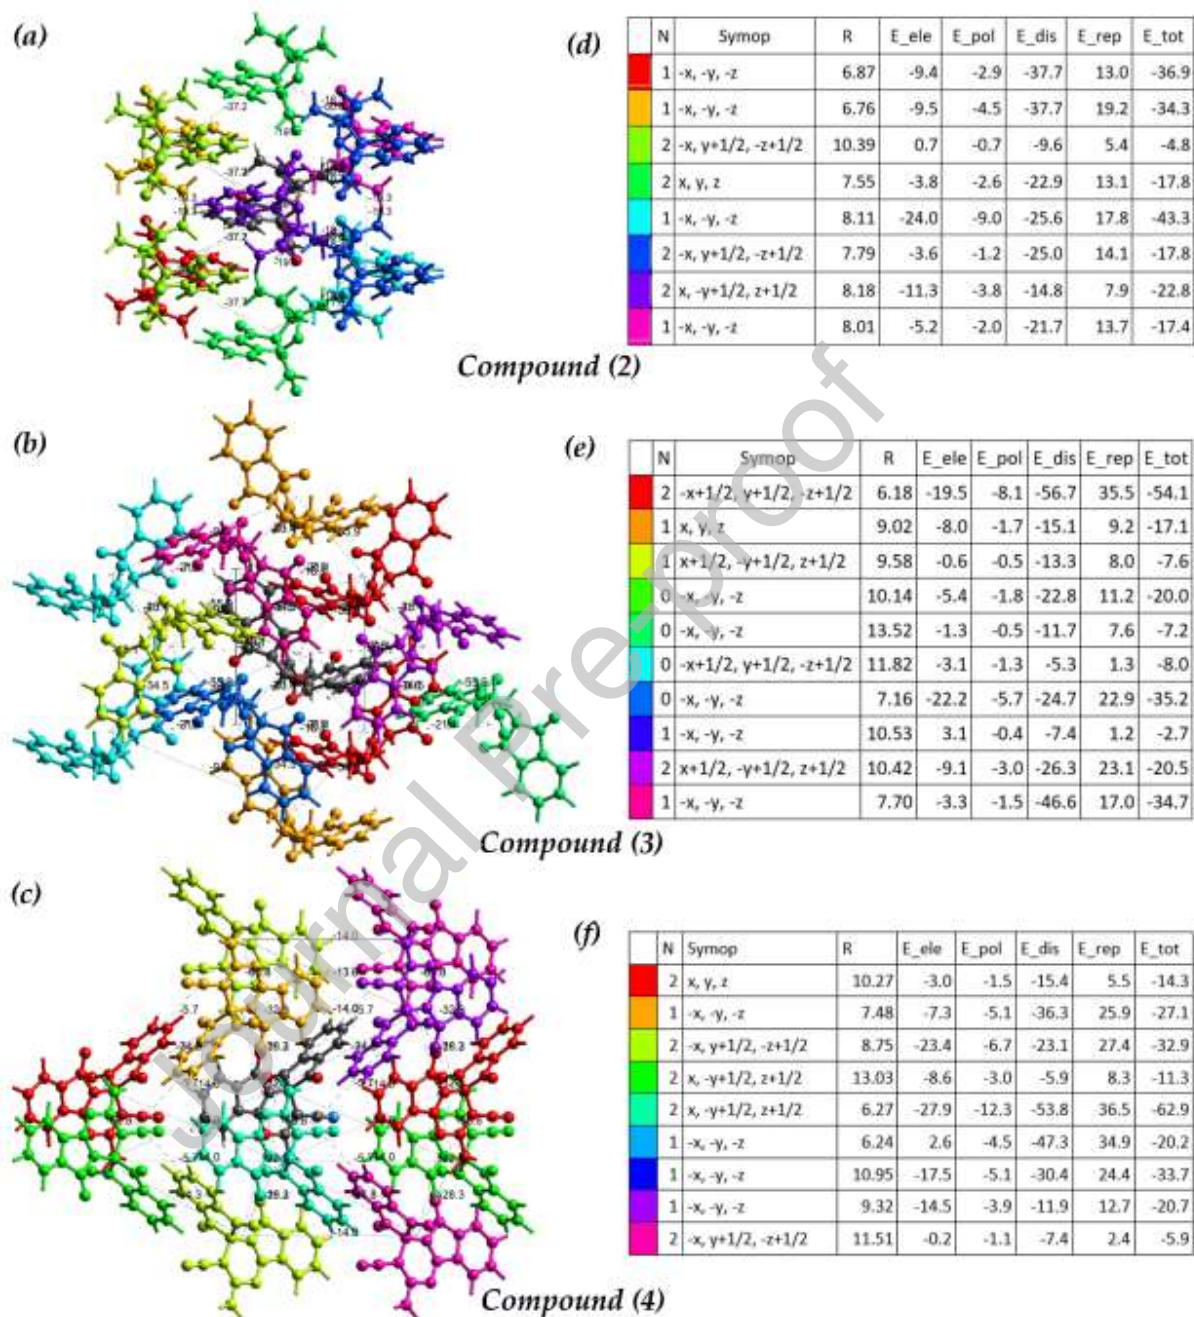 (a)
(d)
N Symop R E_ele E_pol E_dis E_rep E_tot
1 -x, -y, -z 6.87 -9.4 -2.9 -37.7 13.0 -36.9
1 -x, -y, -z 6.76 -9.5 -4.5 -37.7 19.2 -34.3
2 -x, y+1/2, -z+1/2 10.39 0.7 -0.7 -9.6 5.4 -4.8
2 x, y, z 7.55 -3.8 -2.6 -22.9 13.1 -17.8
1 -x, -y, -z 8.11 -24.0 -9.0 -25.6 17.8 -43.3
2 -x, y+1/2, -z+1/2 7.79 -3.6 -1.2 -25.0 14.1 -17.8
2 x, -y+1/2, z+1/2 8.18 -11.3 -3.8 -14.8 7.9 -22.8
1 -x, -y, -z 8.01 -5.2 -2.0 -21.7 13.7 -17.4
Compound (2)
(b)
(e)
N Symop R E_ele E_pol E_dis E_rep E_tot
2 -x+1/2, y+1/2, -z+1/2 6.18 -19.5 -8.1 -56.7 35.5 -54.1
1 x, y, z 9.02 -8.0 -1.7 -15.1 9.2 -17.1
1 x+1/2, -y+1/2, z+1/2 9.58 -0.6 -0.5 -13.3 8.0 -7.6
0 -x, -y, -z 10.14 -5.4 -1.8 -22.8 11.2 -20.0
0 -x, -y, -z 13.52 -1.3 -0.5 -11.7 7.6 -7.2
0 -x+1/2, y+1/2, -z+1/2 11.82 -3.1 -1.3 -5.3 1.3 -8.0
0 -x, -y, -z 7.16 -22.2 -5.7 -24.7 22.9 -35.2
1 -x, -y, -z 10.53 3.1 -0.4 -7.4 1.2 -2.7
2 x+1/2, -y+1/2, z+1/2 10.42 -9.1 -3.0 -26.3 23.1 -20.5
1 -x, -y, -z 7.70 -3.3 -1.5 -46.6 17.0 -34.7
Compound (3)
(c)
(f)
N Symop R E_ele E_pol E_dis E_rep E_tot
2 x, y, z 10.27 -3.0 -1.5 -15.4 5.5 -14.3
1 -x, -y, -z 7.48 -7.3 -5.1 -36.3 25.9 -27.1
2 -x, y+1/2, -z+1/2 8.75 -23.4 -6.7 -23.1 27.4 -32.9
2 x, -y+1/2, z+1/2 13.03 -8.6 -3.0 -5.9 8.3 -11.3
2 x, -y+1/2, z+1/2 6.27 -27.9 -12.3 -53.8 36.5 -62.9
1 -x, -y, -z 6.24 2.6 -4.5 -47.3 34.9 -20.2
1 -x, -y, -z 10.95 -17.5 -5.1 -30.4 24.4 -33.7
1 -x, -y, -z 9.32 -14.5 -3.9 -11.9 12.7 -20.7
2 -x, y+1/2, -z+1/2 11.51 -0.2 -1.1 -7.4 2.4 -5.9
Compound (4)
Journal Pre-proof